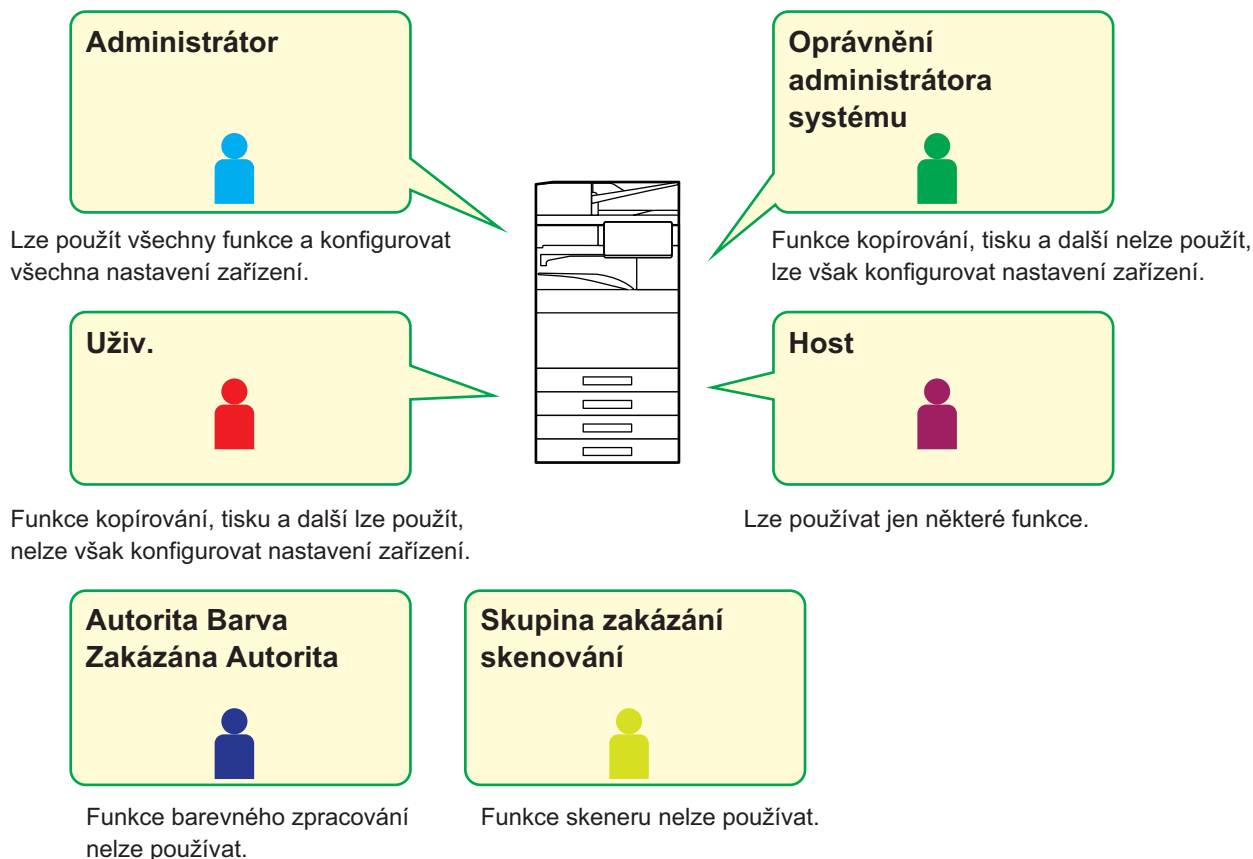 Administrátor
Lze použít všechny funkce a konfigurovat
všechna nastavení zařízení.
Oprávnění
administrátora
systému
Funkce kopírování, tisku a další nelze použít,
lze však konfigurovat nastavení zařízení.
Uživ.
Funkce kopírování, tisku a další lze použít,
nelze však konfigurovat nastavení zařízení.
Host
Lze používat jen některé funkce.
Autorita Barva
Zakázána Autorita
Funkce barevného zpracování
nelze používat.
Skupina zakázání
skenování
Funkce skeneru nelze používat.